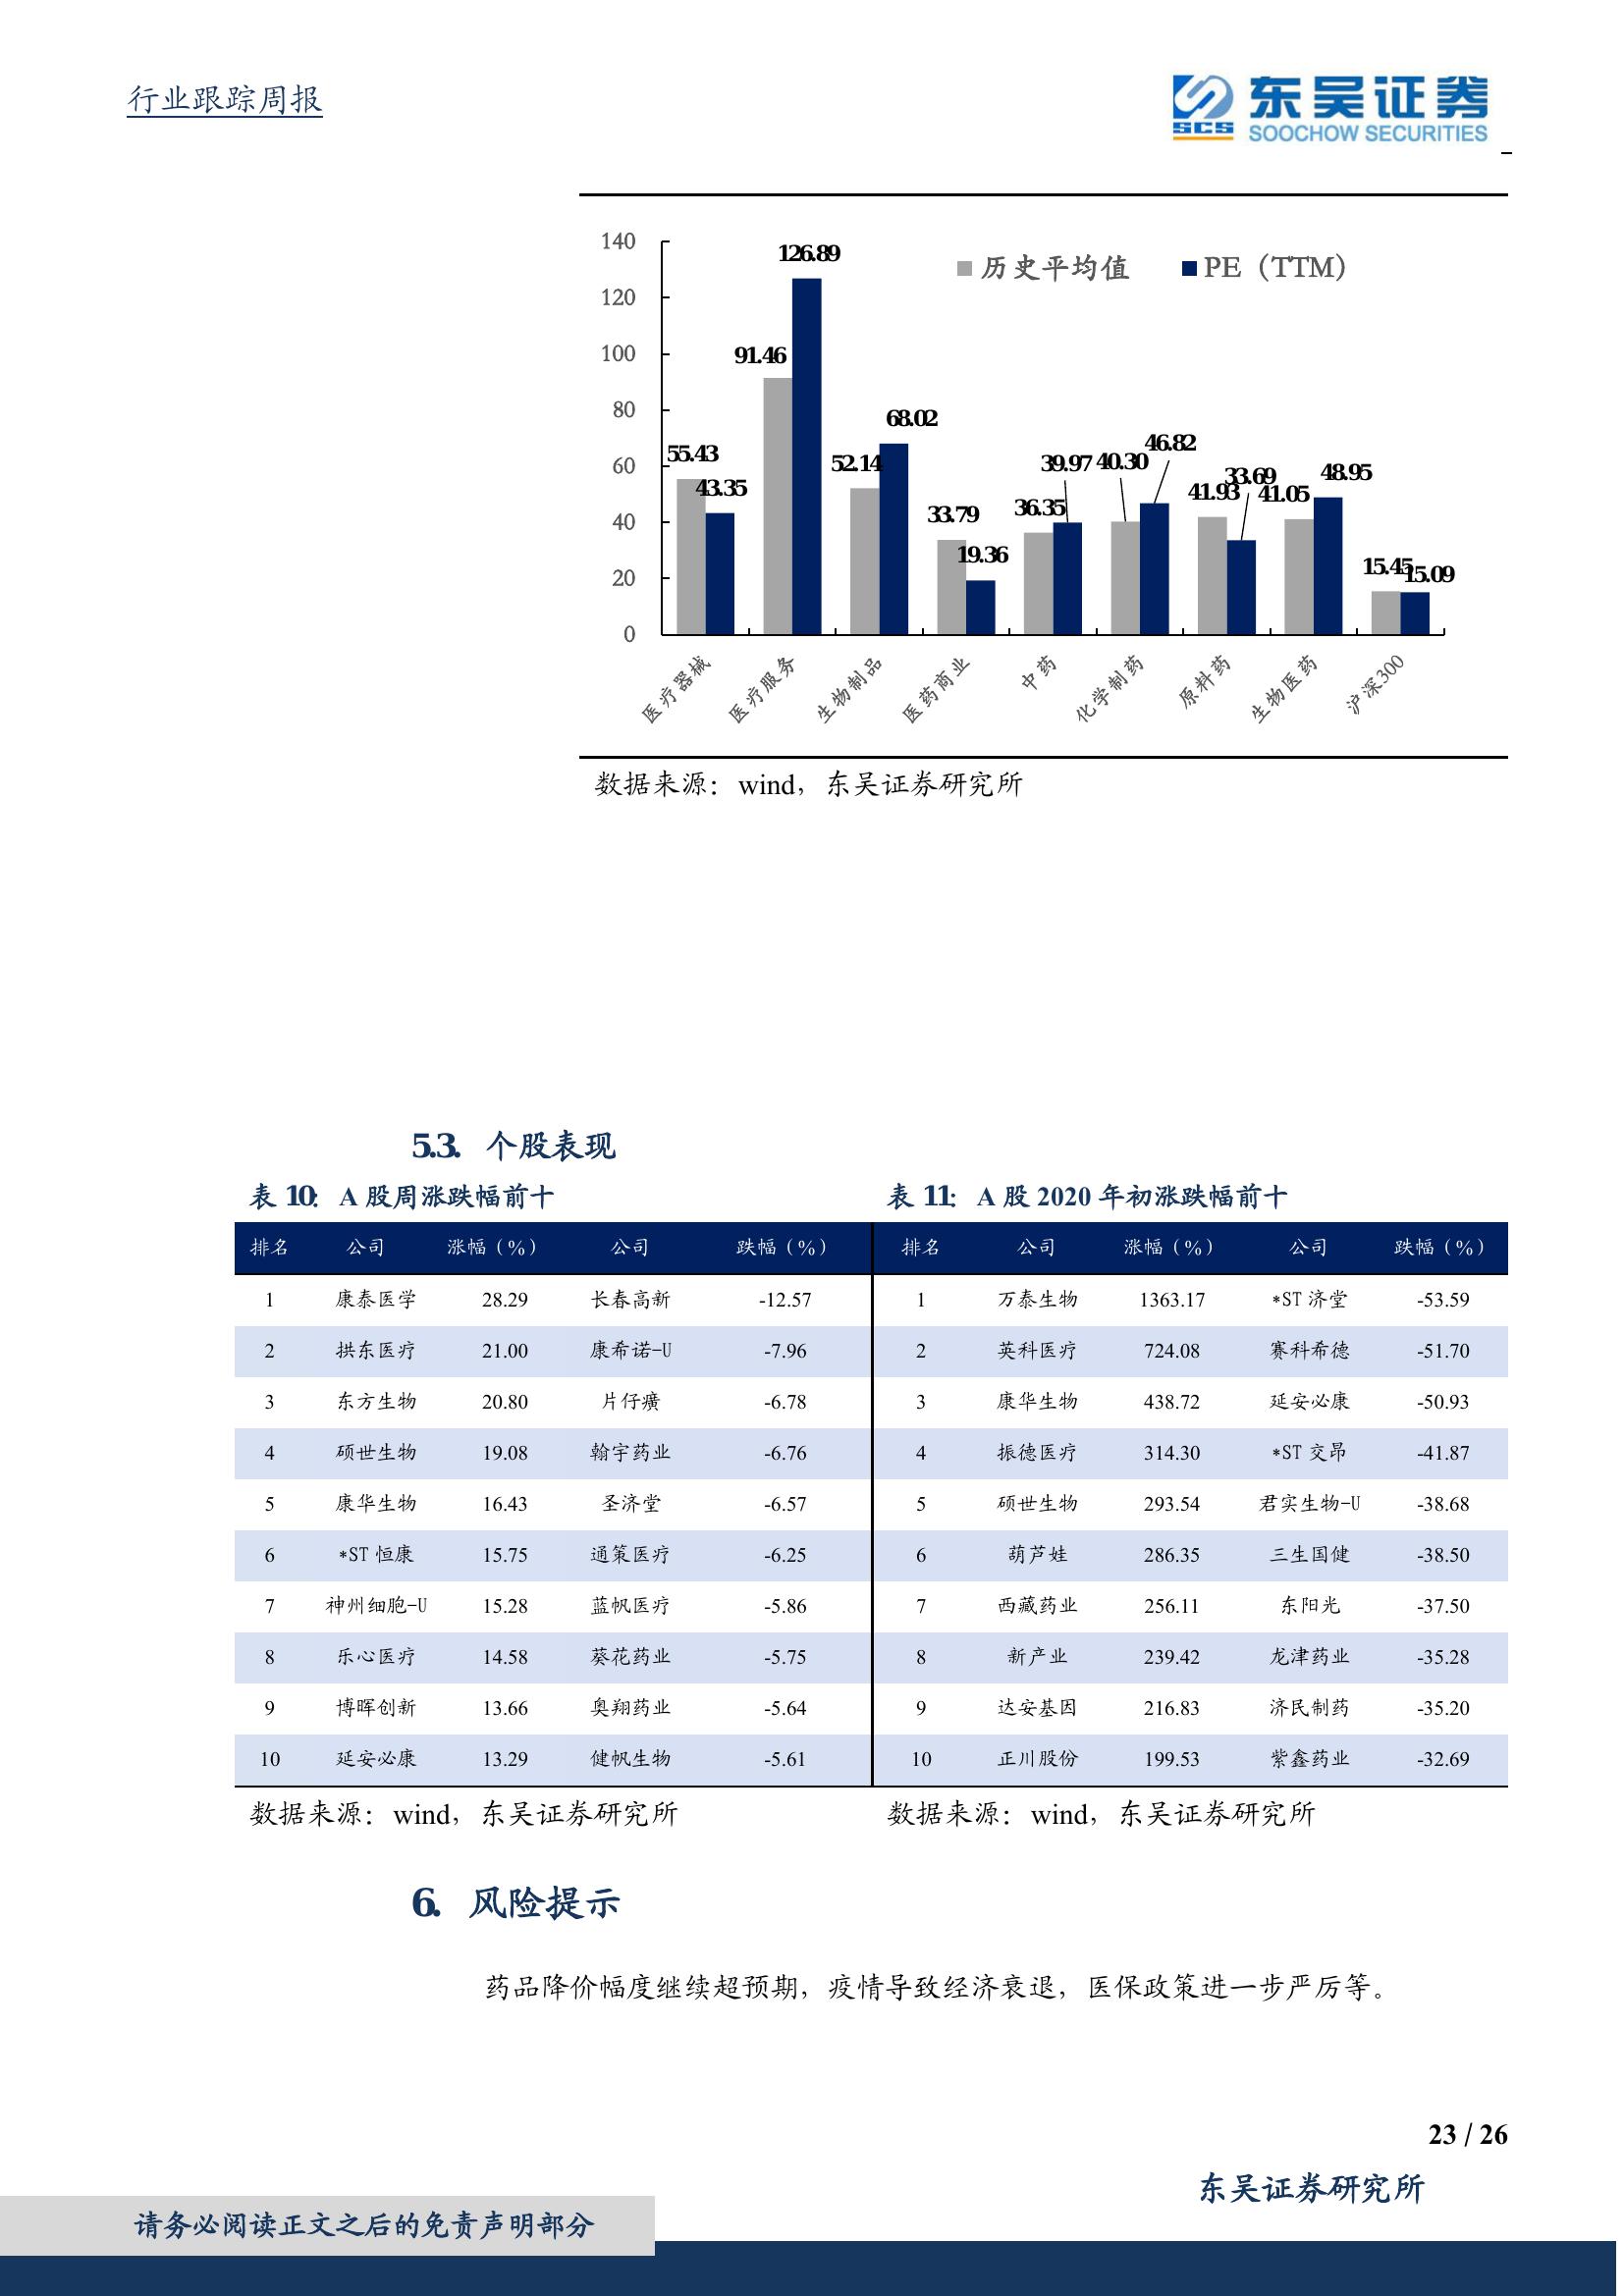 行业跟踪周报
SCS 东吴证券
SOOCHOW SECURITIES
历史平均值 PE（TTM）
140
120
100
80
60
40
20
0
55.43 43.35
91.46 126.89
52.14 68.02
33.79 19.36
36.35 39.97
40.30 46.82
41.93 33.69
41.05 48.95
15.45 15.09
医疗器械 医疗服务 生物制品 医药商业 中药 化学制药 原料药 生物医药 沪深300
数据来源：wind，东吴证券研究所
5.3. 个股表现
表 10: A 股周涨跌幅前十
排名 公司 涨幅（%） 公司 跌幅（%）
1 康泰医学 28.29 长春高新 -12.57
2 拱东医疗 21.00 康希诺-U -7.96
3 东方生物 20.80 片仔癀 -6.78
4 硕世生物 19.08 翰宇药业 -6.76
5 康华生物 16.43 圣济堂 -6.57
6 *ST 恒康 15.75 通策医疗 -6.25
7 神州细胞-U 15.28 蓝帆医疗 -5.86
8 乐心医疗 14.58 葵花药业 -5.75
9 博晖创新 13.66 奥翔药业 -5.64
10 延安必康 13.29 健帆生物 -5.61
数据来源：wind，东吴证券研究所
表 11: A 股 2020 年初涨跌幅前十
排名 公司 涨幅（%） 公司 跌幅（%）
1 万泰生物 1363.17 *ST 济堂 -53.59
2 英科医疗 724.08 赛科希德 -51.70
3 康华生物 438.72 延安必康 -50.93
4 振德医疗 314.30 *ST 交昂 -41.87
5 硕世生物 293.54 君实生物-U -38.68
6 葫芦娃 286.35 三生国健 -38.50
7 西藏药业 256.11 东阳光 -37.50
8 新产业 239.42 龙津药业 -35.28
9 达安基因 216.83 济民制药 -35.20
10 正川股份 199.53 紫鑫药业 -32.69
数据来源：wind，东吴证券研究所
6. 风险提示
药品降价幅度继续超预期，疫情导致经济衰退，医保政策进一步严厉等。
23 / 26
东吴证券研究所
请务必阅读正文之后的免责声明部分